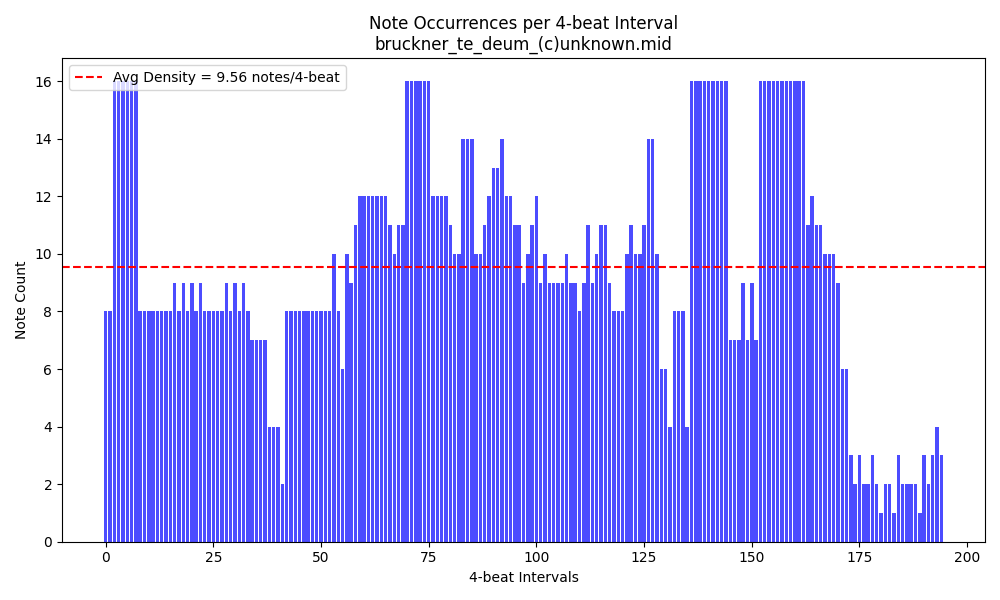 Note Occurrences per 4-beat Interval
bruckner_te_deum_(c)unknown.mid
Avg Density = 9.56 notes/4-beat
Note Count
16
14
12
10
8
6
4
2
0
0 25 50 75 100 125 150 175 200
4-beat Intervals